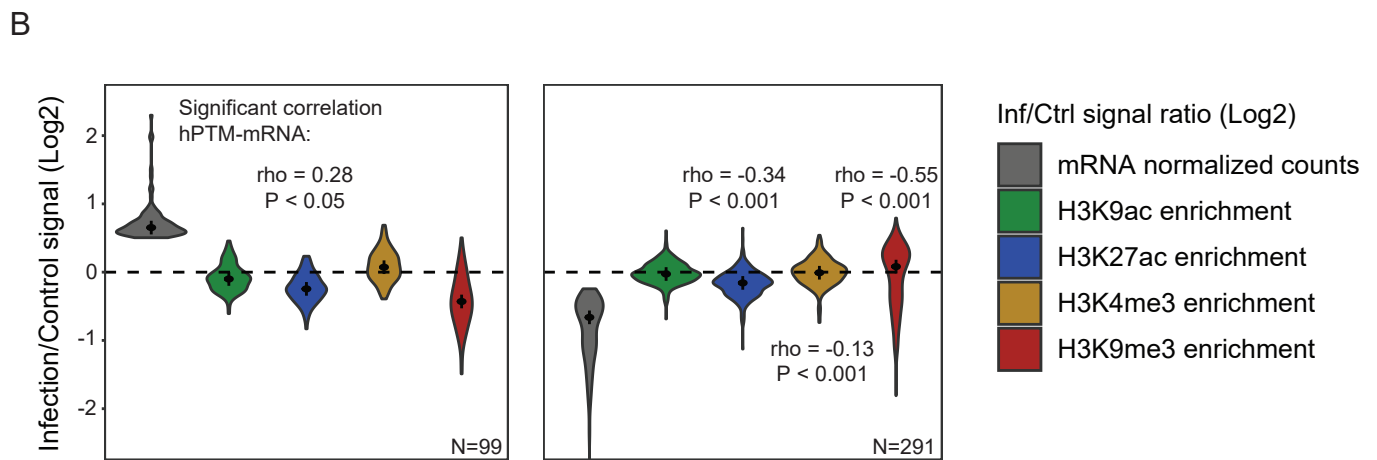 B
Infection/Control signal (Log2)
2
1
0
-1
-2
Significant correlation
hPTM-mRNA:
rho = 0.28
P < 0.05
N=99
rho = -0.34
P < 0.001
rho = -0.55
P < 0.001
rho = -0.13
P < 0.001
N=291
Inf/Ctrl signal ratio (Log2)
mRNA normalized counts
H3K9ac enrichment
H3K27ac enrichment
H3K4me3 enrichment
H3K9me3 enrichment